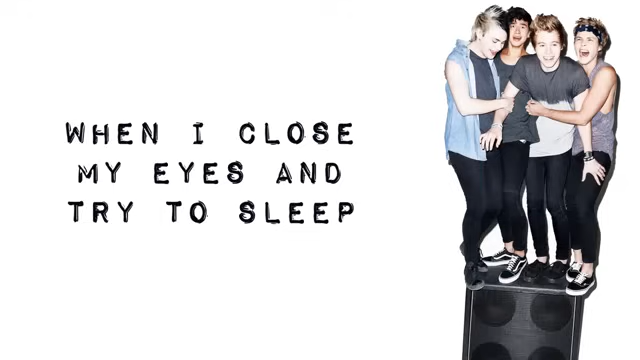 WHEN I CLOSE
MY EYES AND
TRY TO SLEEP